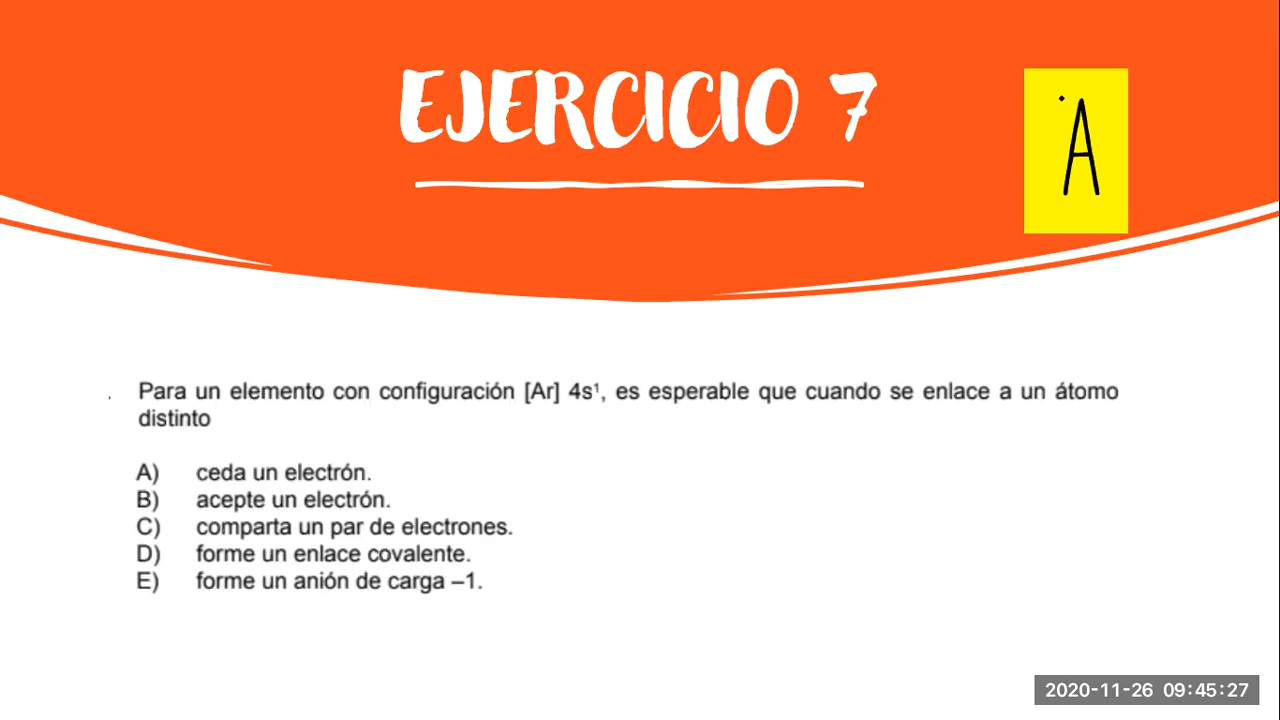 EJERCICIO 7
A
. Para un elemento con configuración [Ar] 4s¹, es esperable que cuando se enlace a un átomo
distinto
A) ceda un electrón.
B) acepte un electrón.
C) comparta un par de electrones.
D) forme un enlace covalente.
E) forme un anión de carga –1.
2020-11-26 09:45:27